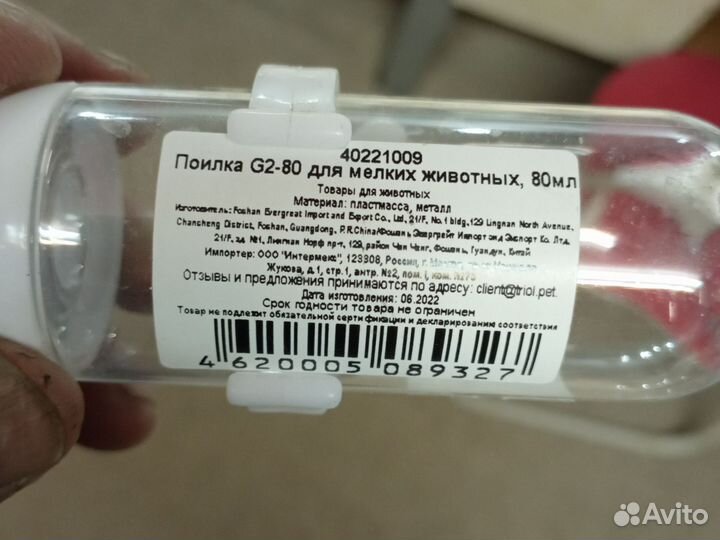 40221009
Поилка G2-80 для мелких животных, 80мл
Товары для животных
Материал: пластмасса, металл
Изготовитель: Foshan Evergreat Import and Export Co., Ltd, 21/F, No.1 bldg,129 Lingnan North Avenue,
Chancheng District, Foshan, Guangdong, P.R.China/Фошань Эвергрейт Импорт энд Экспорт Ко. Лтд.
21/F, зд. №1, Лингнан Норф пр-т, 129, район Чан Ченг, Фошань, Гуандун, Китай
Импортер: ООО "Интермекс", 123308, Россия, г.
Жукова, д.1, стр.1, антр. №2, пом. I, ком. №75
Отзывы и предложения принимаются по адресу: client@triol.pet.
Дата изготовления: 06.2022
Срок годности товара не ограничен
Товар не подлежит обязательной сертификации и декларированию соответствия
4 620005 089327
Avito